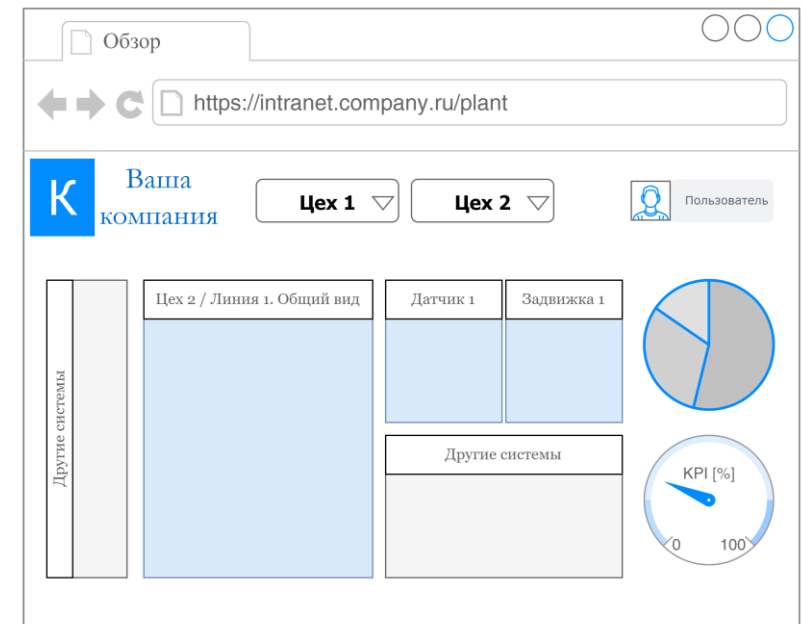 Обзор
https://intranet.company.ru/plant
К
Ваша
компания
Цех 1
Цех 2
Пользователь
Другие системы
Цех 2 / Линия 1. Общий вид
Датчик 1
Задвижка 1
Другие системы
KPI [%]
0
100